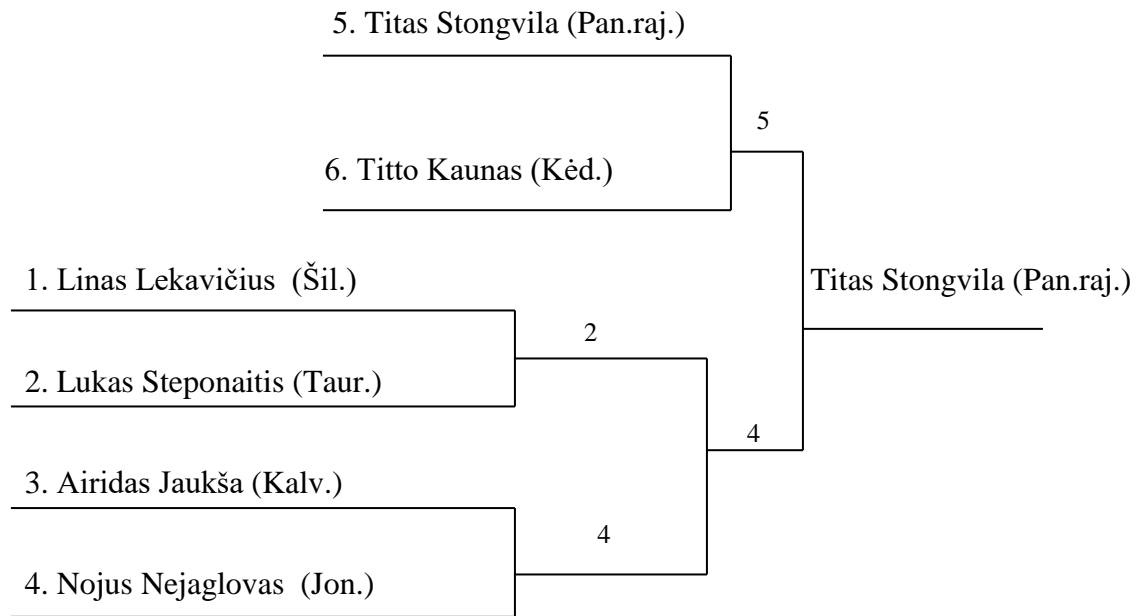 5. Titas Stongvila (Pan.raj.)
5
6. Titto Kaunas (Kėd.)
1. Linas Lekavičius (Šil.)
Titas Stongvila (Pan.raj.)
2
2. Lukas Steponaitis (Taur.)
4
3. Airidas Jaukša (Kalv.)
4
4. Nojus Nejaglovas (Jon.)